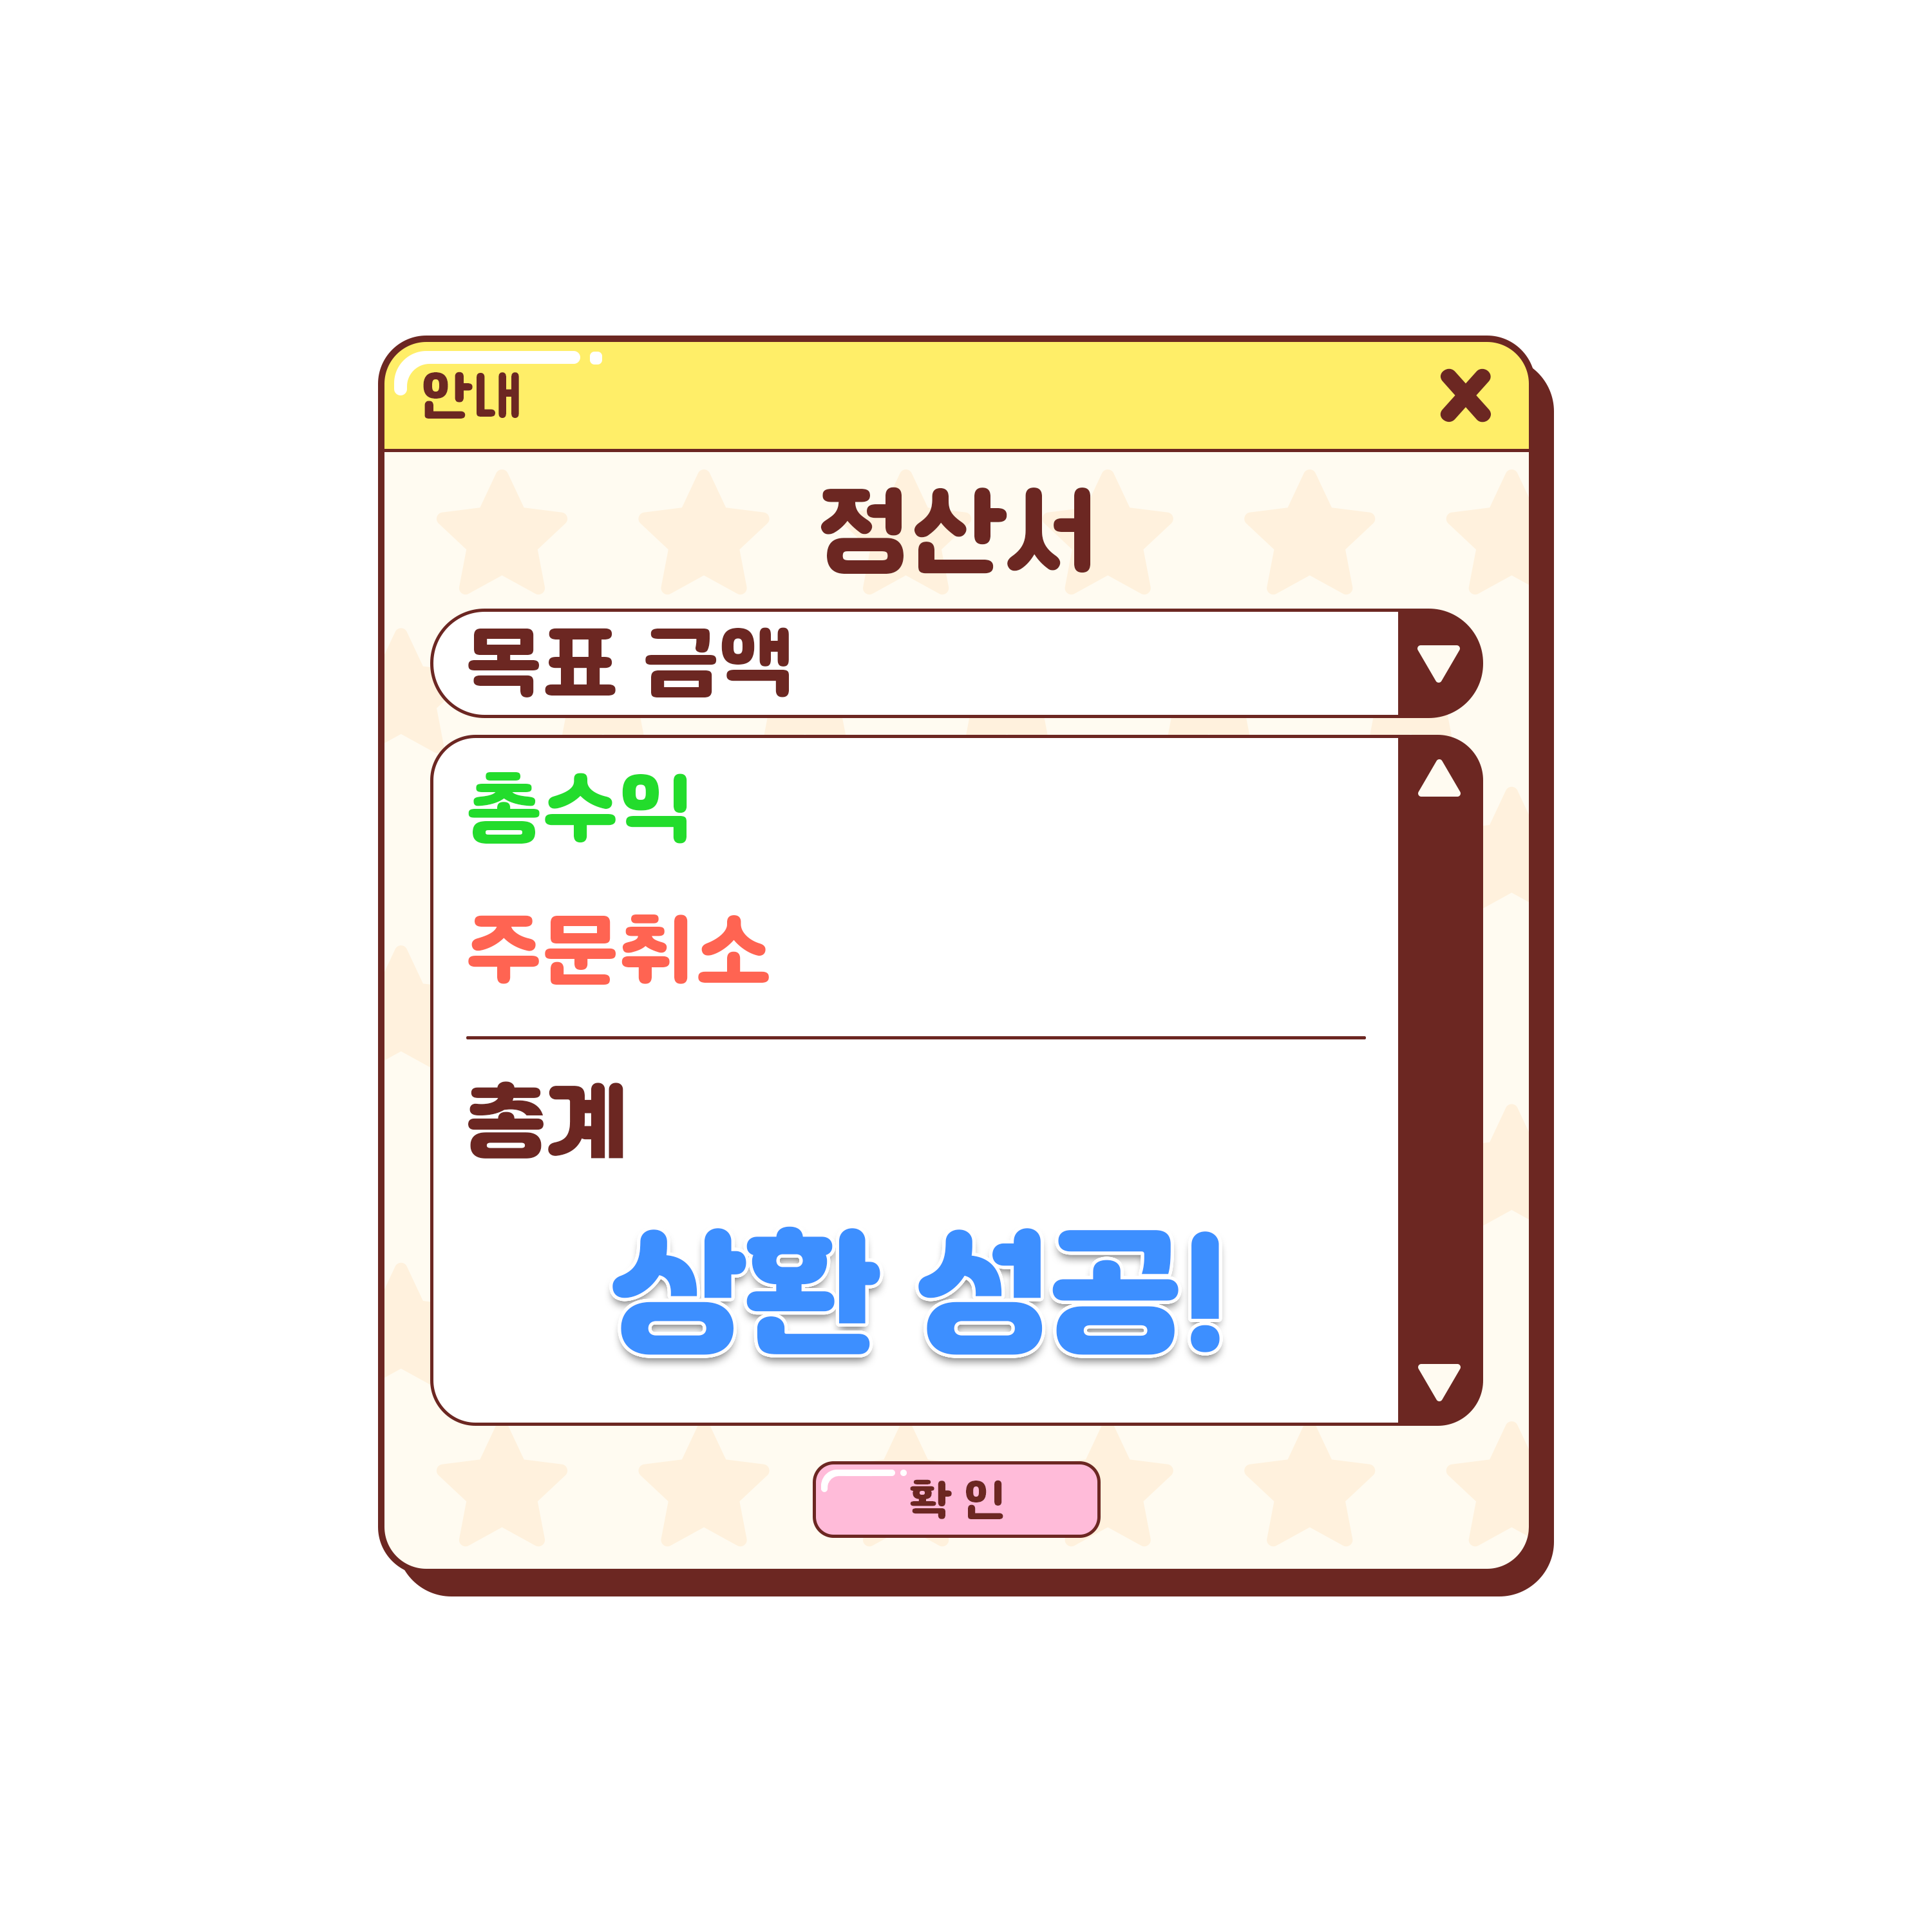 안내
정산서
목표 금액
총수익
주문취소
총계
상환 성공!
확 인